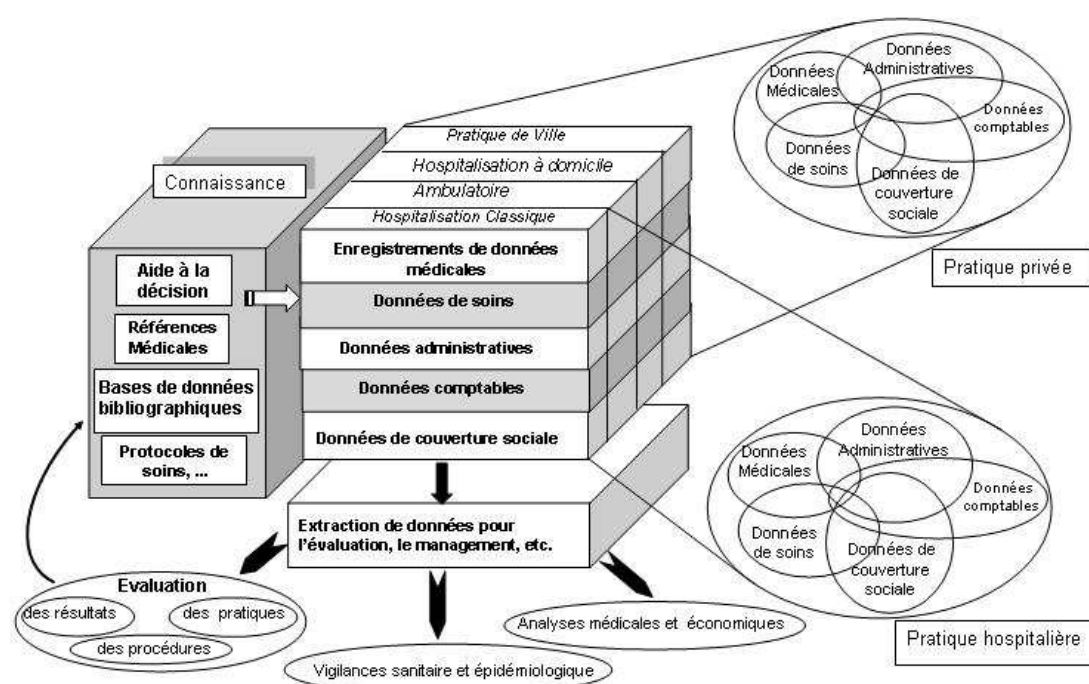 Pratique de Ville
Hospitalisation à domicile
Ambulatoire
Hospitalisation Classique
Connaissance
Aide à la
décision
Références
Médicales
Bases de données
bibliographiques
Protocoles de
soins, ...
Enregistrements de données
médicales
Données de soins
Données administratives
Données comptables
Données de couverture sociale
Extraction de données pour
l'évaluation, le management, etc.
Evaluation
des résultats
des pratiques
des procédures
Vigilances sanitaire et épidémiologique
Analyses médicales et économiques
Données
Administratives
Données
Médicales
Données
comptables
Données
de soins
Données de
couverture
sociale
Pratique privée
Données
Administratives
Données
Médicales
Données
comptables
Données
de soins
Données de
couverture
sociale
Pratique hospitalière